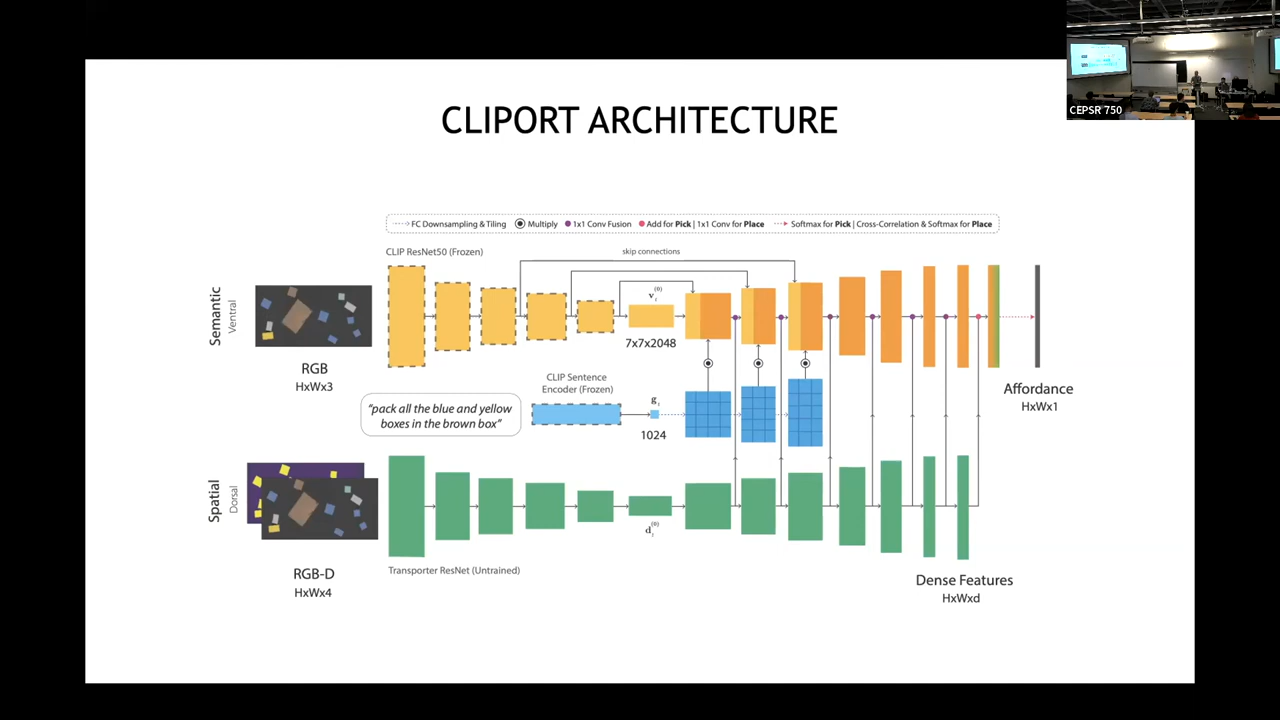 CEPSR 750
CLIPORT ARCHITECTURE
FC Downsampling & Tiling
Multiply
1x1 Conv Fusion
Add for Pick | 1x1 Conv for Place
Softmax for Pick | Cross-Correlation & Softmax for Place
CLIP ResNet50 (Frozen)
skip connections
Semantic
Ventral
RGB
HxWx3
7x7x2048
CLIP Sentence
Encoder (Frozen)
"pack all the blue and yellow
boxes in the brown box"
1024
Affordance
HxWx1
Spatial
Dorsal
RGB-D
HxWx4
Transporter ResNet (Untrained)
Dense Features
HxWxd